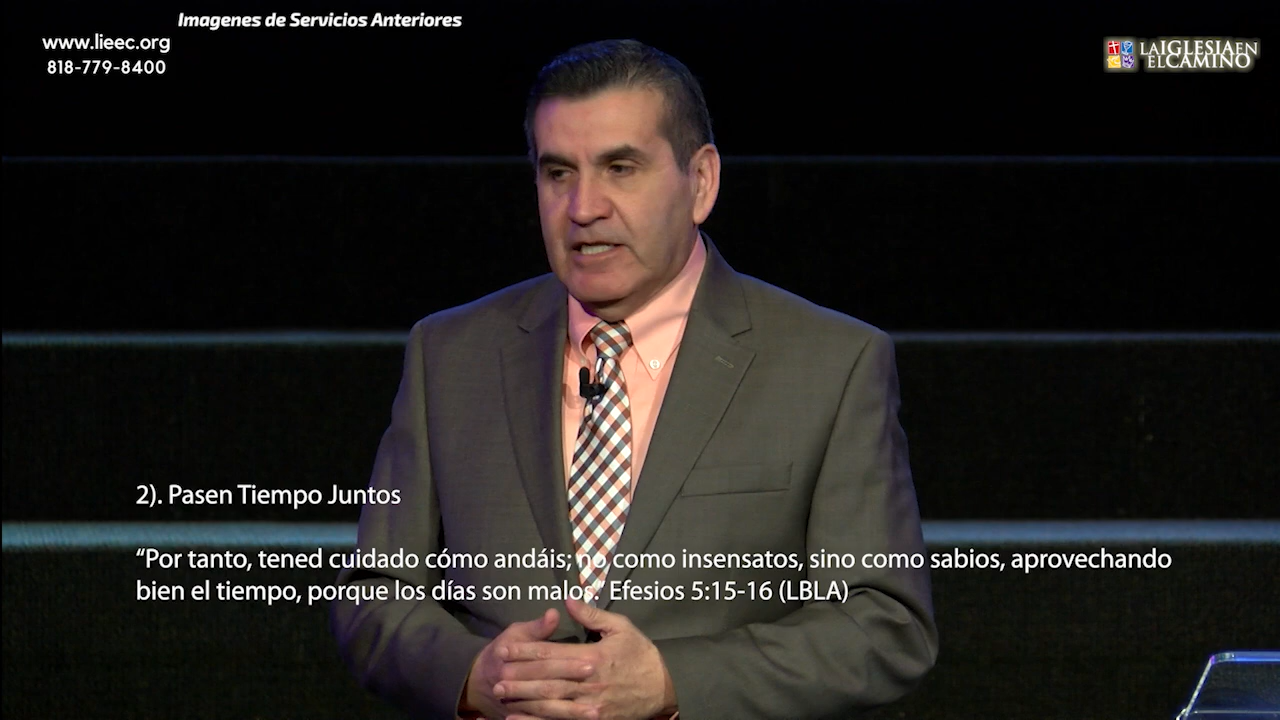 Imagenes de Servicios Anteriores
www.lieec.org
818-779-8400
LA IGLESIA EN
EL CAMINO
2). Pasen Tiempo Juntos
“Por tanto, tened cuidado cómo andáis; no como insensatos, sino como sabios, aprovechando
bien el tiempo, porque los días son malos.” Efesios 5:15-16 (LBLA)